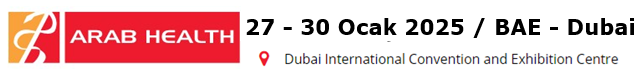 ARAB HEALTH
27 – 30 Ocak 2025 / BAE – Dubai
Dubai International Convention and Exhibition Centre